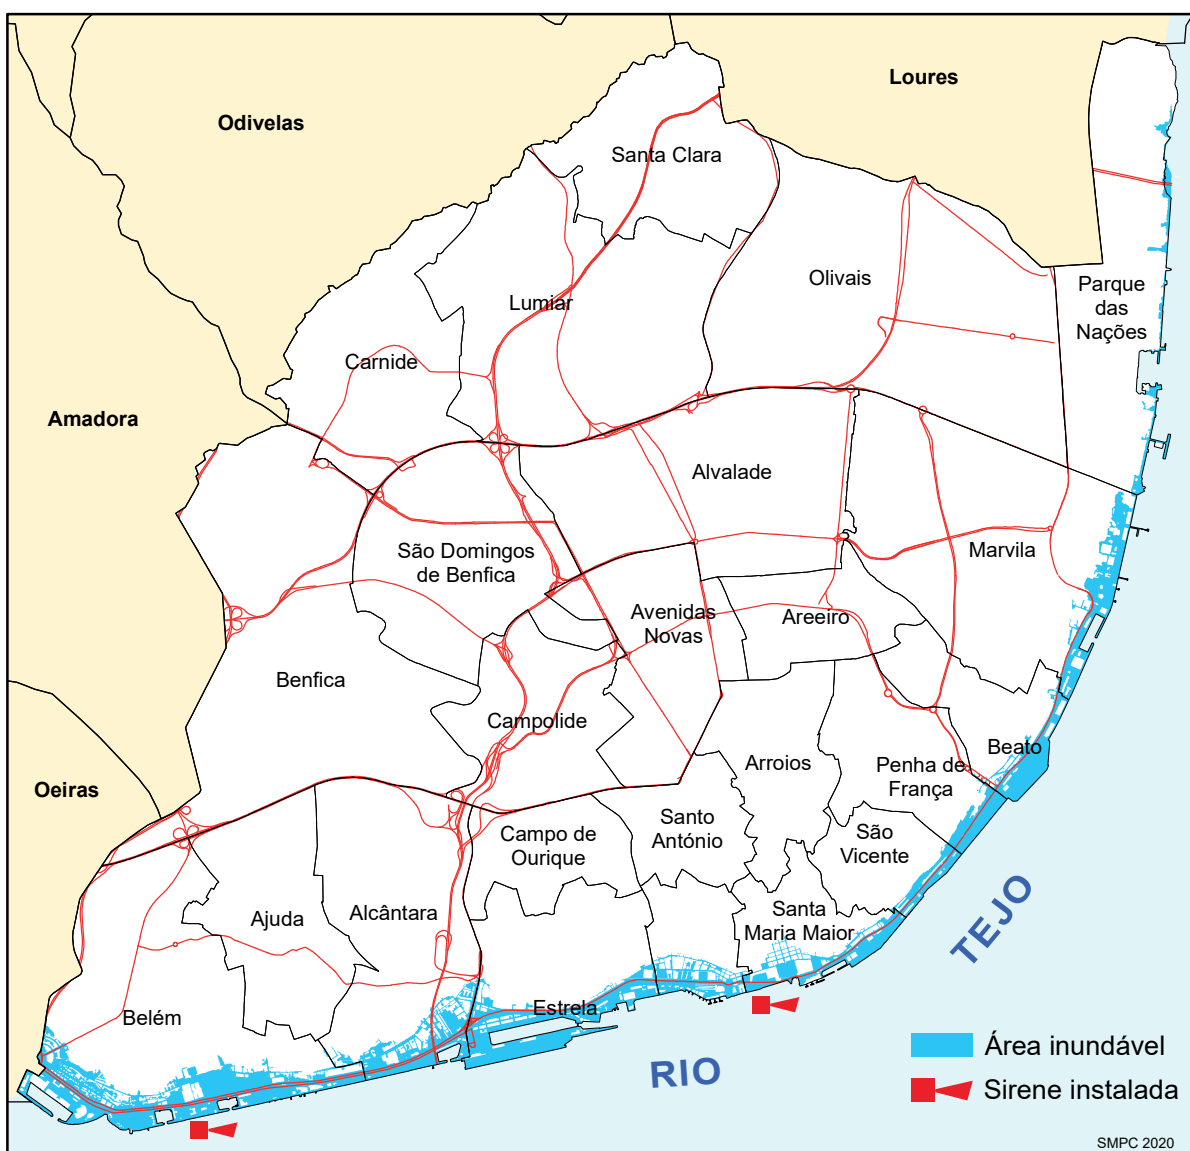 Loures
Odivelas
Santa Clara
Olivais
Parque
das
Nações
Lumiar
Carnide
Amadora
Alvalade
São Domingos
de Benfica
Marvila
Avenidas
Novas
Areeiro
Benfica
Campolide
Beato
Arroios
Penha de
França
Oeiras
Santo
António
Campo de
Ourique
São
Vicente
Santa
Maria Maior
Ajuda
Alcântara
TEJO
Belém
Estrela
RIO
Área inundável
Sirene instalada
SMPC 2020